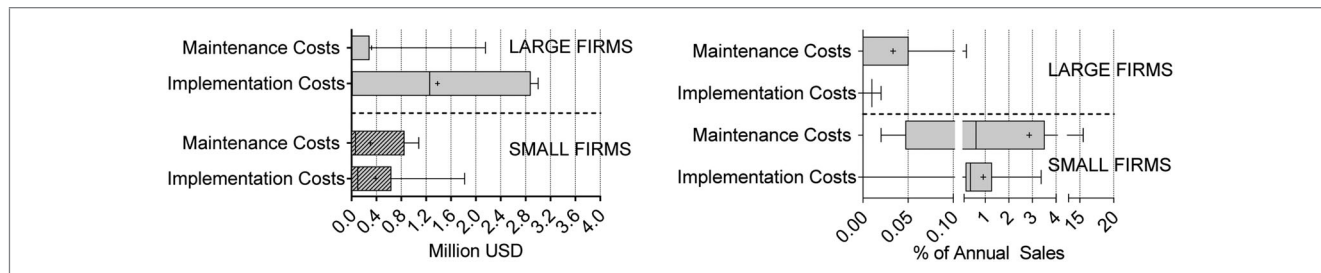 Maintenance Costs
LARGE FIRMS
Implementation Costs
Maintenance Costs
SMALL FIRMS
Implementation Costs
0.0 0.4 0.8 1.2 1.6 2.0 2.4 2.8 3.2 3.6 4.0
Million USD
Maintenance Costs
LARGE FIRMS
Implementation Costs
Maintenance Costs
SMALL FIRMS
Implementation Costs
0.00 0.05 0.10 1 2 3 4 15 20
% of Annual Sales